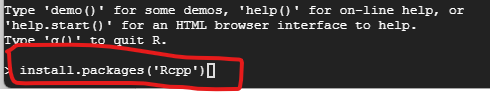 Type 'demo()' for some demos, 'help()' for on-line help, or
'help.start()' for an HTML browser interface to help.
Type 'q()' to quit R.
> install.packages('Rcpp')